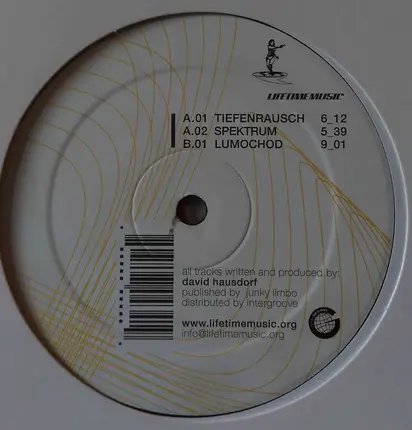 LIFETIMEMUSIC
A.01 TIEFENRAUSCH 6_12
A.02 SPEKTRUM 5_39
B.01 LUMOCHOD 9_01
all tracks written and produced by:
david hausdorf
published by junky limbo
distributed by intergroove
www.lifetimemusic.org
info@lifetimemusic.org